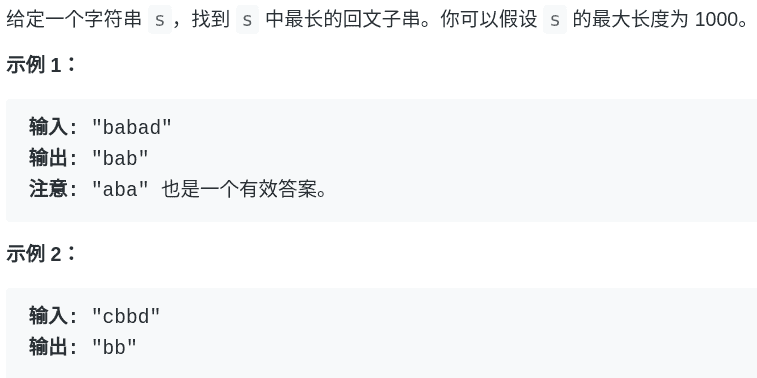 给定一个字符串 s，找到 s 中最长的回文子串。你可以假设 s 的最大长度为 1000。
示例 1：
输入: "babad"
输出: "bab"
注意: "aba" 也是一个有效答案。
示例 2：
输入: "cbbd"
输出: "bb"